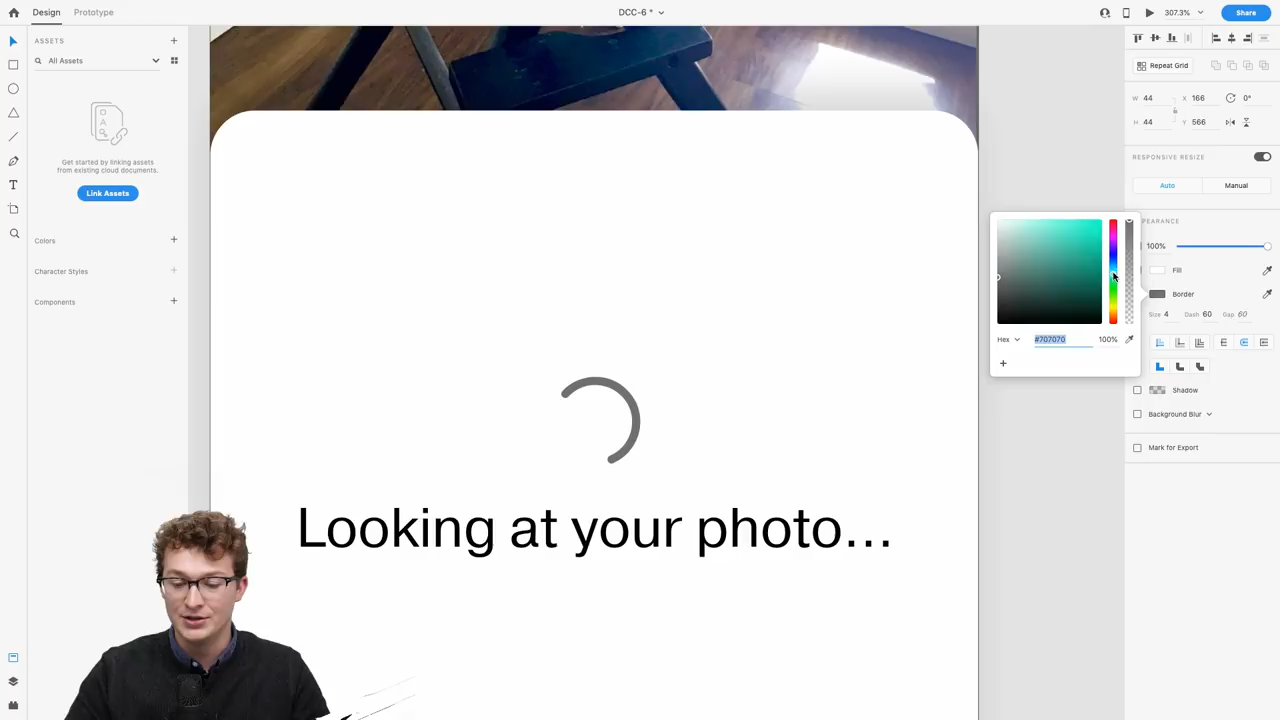 Design Prototype DCC-6 * 307.3% Share
ASSETS
All Assets
Get started by linking assets
from existing cloud documents.
Link Assets
Colors
Character Styles
Components
Looking at your photo...
Hex #707070 100%
Repeat Grid
W 44 X 166 0°
H 44 Y 566
RESPONSIVE RESIZE
Auto Manual
PEARANCE
100%
Fill
Border
Size 4 Dash 60 Gap 60
Shadow
Background Blur
Mark for Export